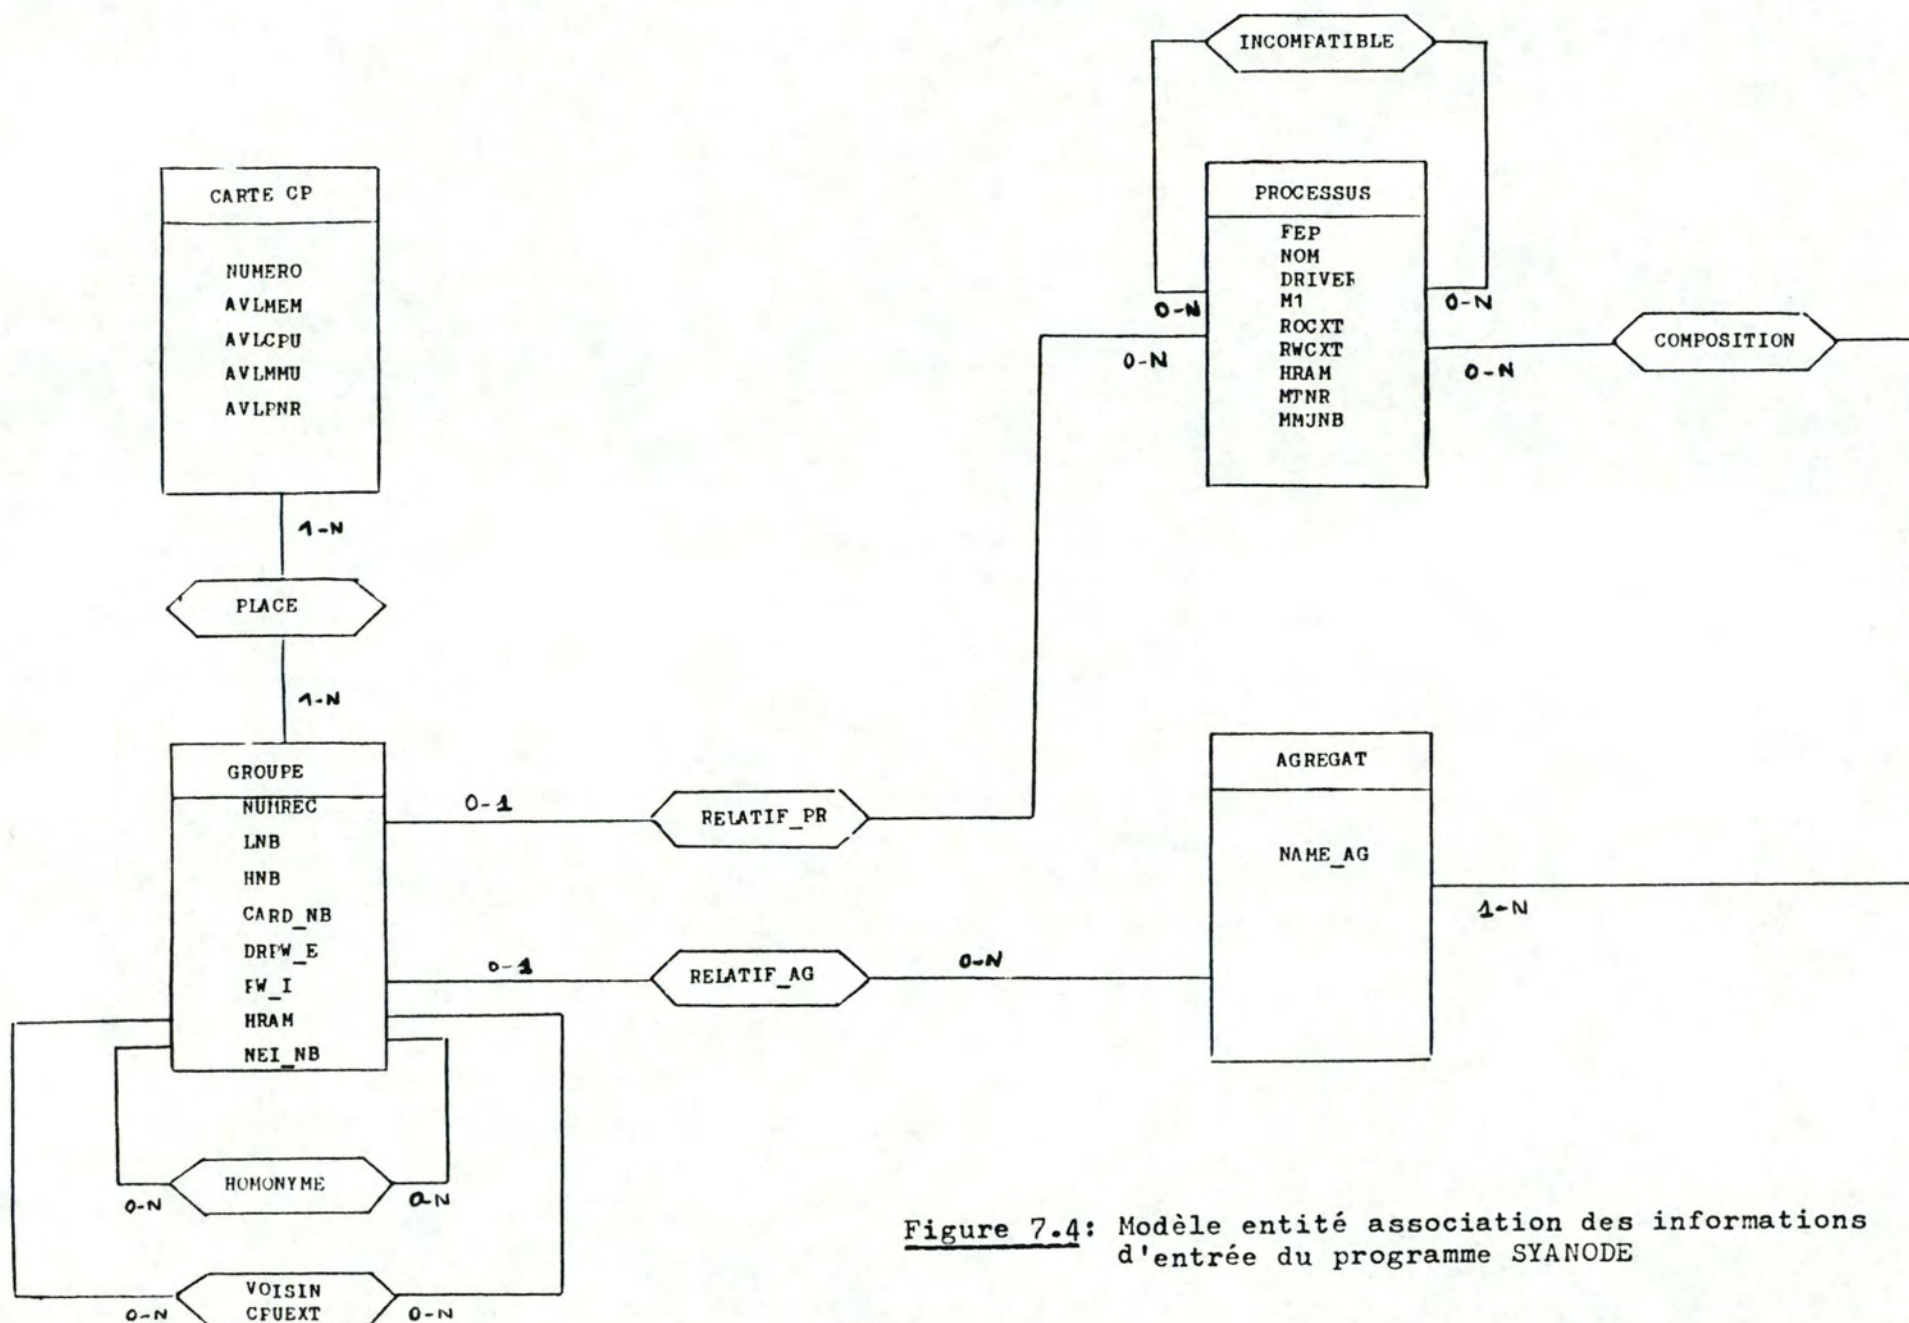 INCOMPATIBLE
CARTE CP
NUMERO
AVLMEM
AVLCPU
AVLMMU
AVLPNR
PROCESSUS
FEP
NOM
DRIVER
M1
ROCXT
RWCXT
HRAM
MTNR
MMJNB
0-N
0-N
0-N
0-N
COMPOSITION
1-N
PLACE
1-N
GROUPE
NUMREC
LNB
HNB
CARD_NB
DRPW_E
PW_I
HRAM
NEI_NB
0-1
RELATIF_PR
0-1
RELATIF_AG
0-N
AGREGAT
NAME_AG
1-N
0-N
HOMONYME
0-N
0-N
VOISIN
CPUEXT
0-N
Figure 7.4: Modèle entité association des informations
d'entrée du programme SYANODE